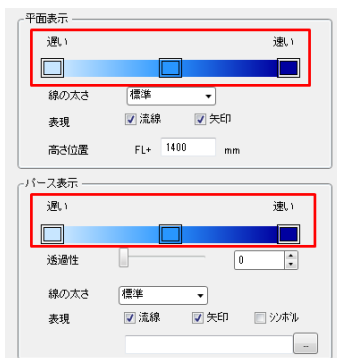 平面表示
遅い 速い
線の太さ 標準
表現 流線 矢印
高さ位置 FL+ 1400 mm
パース表示
遅い 速い
透過性 0
線の太さ 標準
表現 流線 矢印 シンボル
...